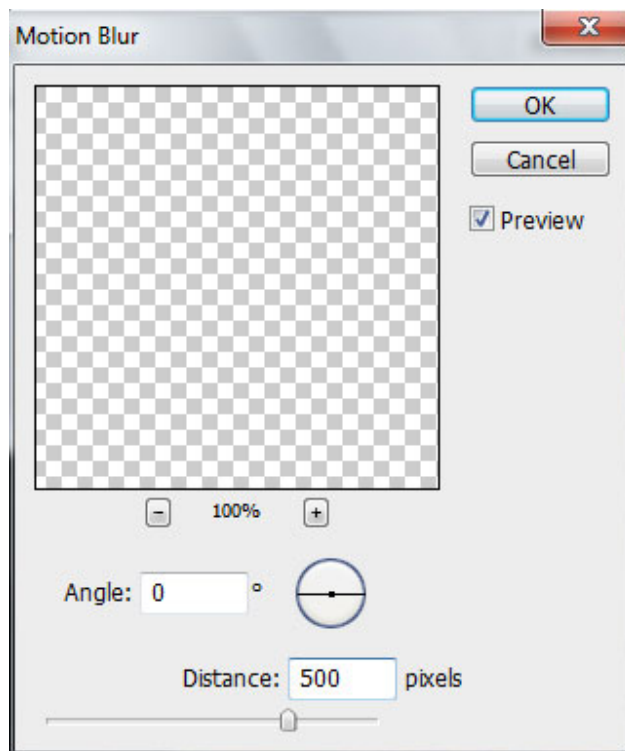 Motion Blur
OK
Cancel
Preview
100%
Angle: 0 °
Distance: 500 pixels